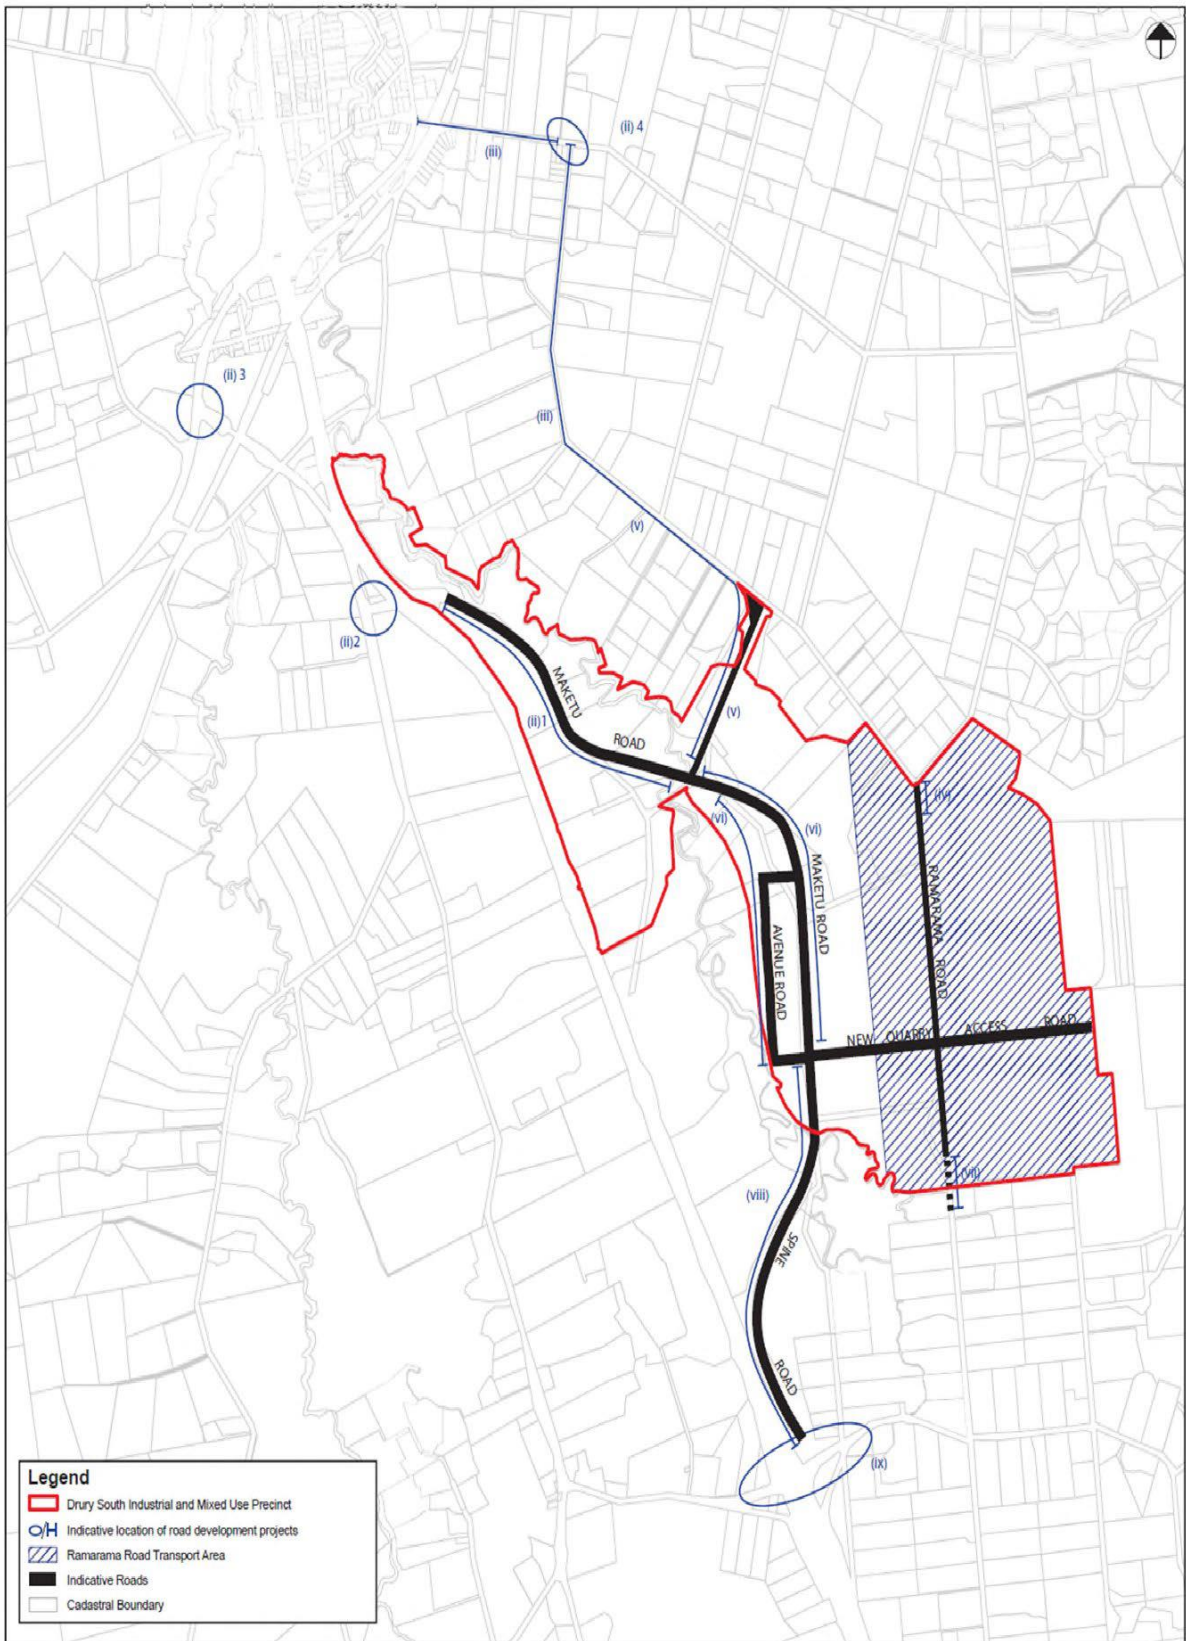 (ii) 4
(iii)
(ii) 3
(iii)
(v)
(ii)2
MAKETU
(ii)1
ROAD
(v)
(iv)
(vi)
(vi)
MAKETU ROAD
RAMARAMA ROAD
AVENUE ROAD
NEW QUARRY ACCESS ROAD
(vii)
(viii)
SPINE
ROAD
(ix)
Legend
Drury South Industrial and Mixed Use Precinct
O/H Indicative location of road development projects
Ramarama Road Transport Area
Indicative Roads
Cadastral Boundary